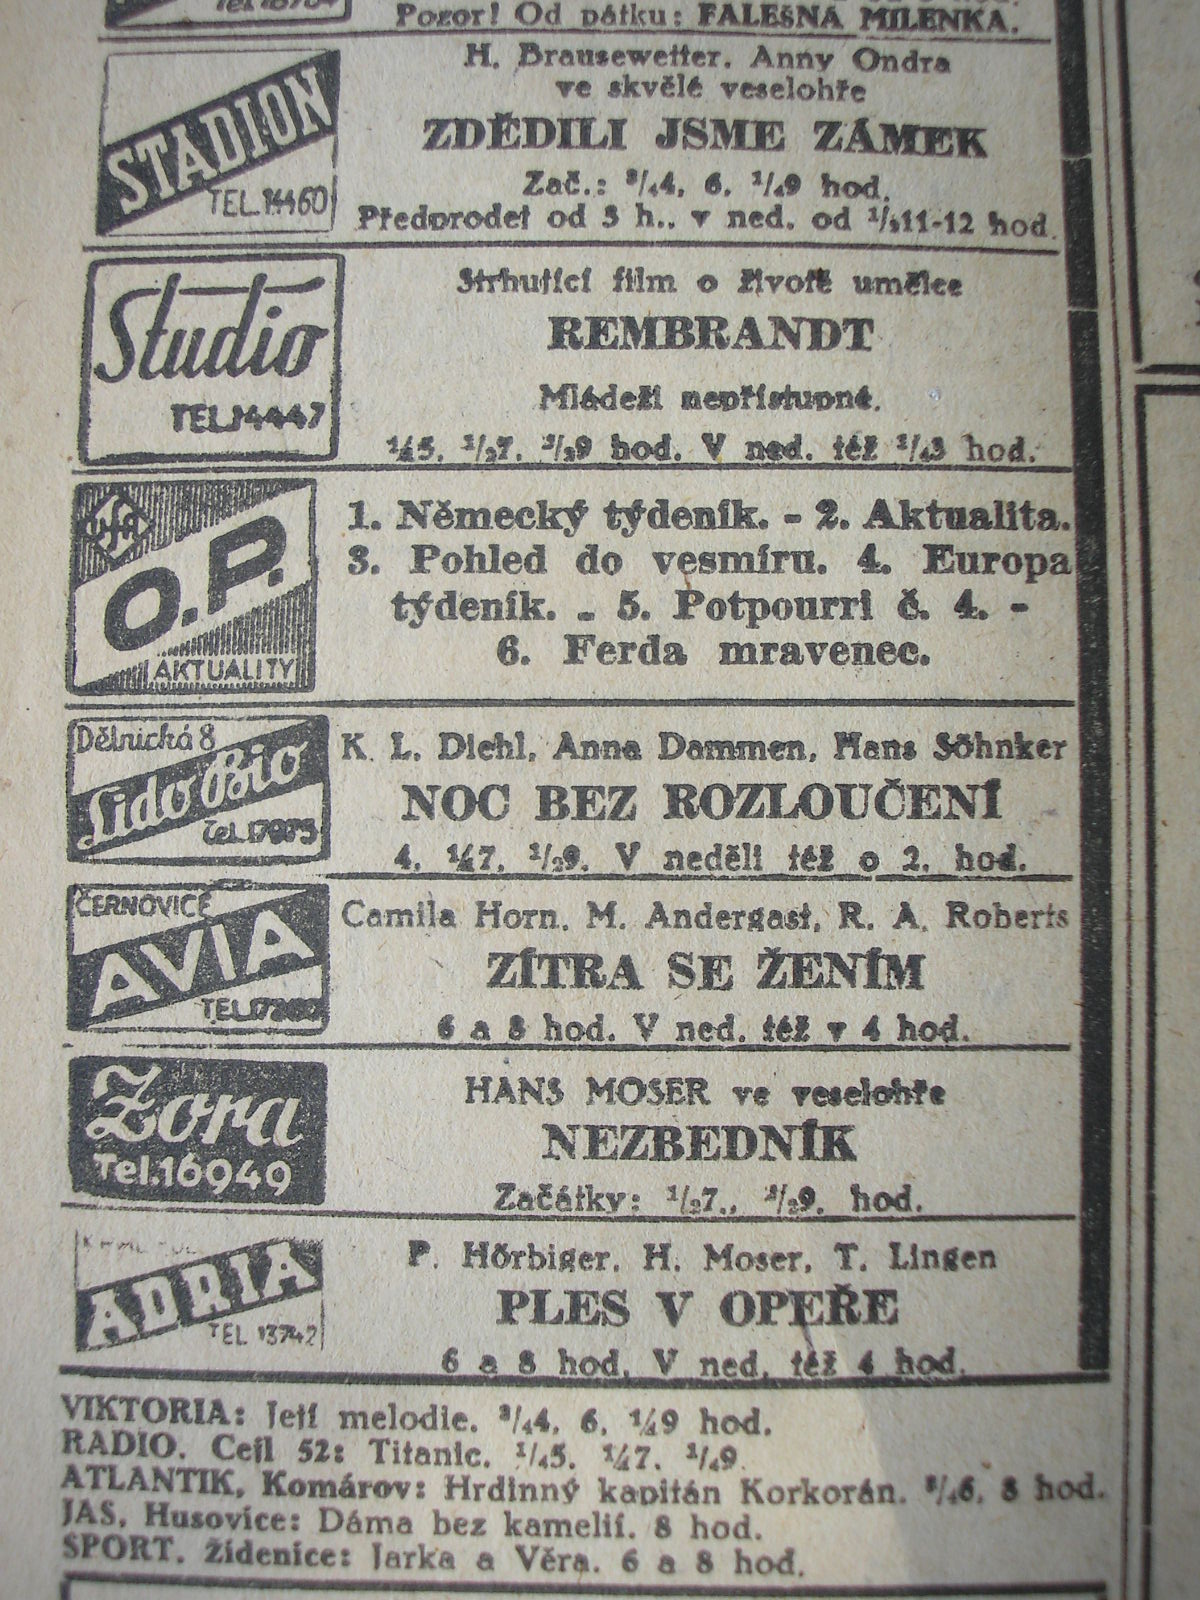 Pozor! Od pátku: FALEŠNÁ MILENKA.
STADION
TEL.14460
H. Brausewetter, Anny Ondra
ve skvělé veselohře
ZDĚDILI JSME ZÁMEK
Zač.: ³/₄4, 6, ¹/₄9 hod.
Předprodej od 3 h., v ned. od ¹/₂11-12 hod.
Studio
TEL.14447
Strhující film o životě umělce
REMBRANDT
Mládeži nepřístupné.
¼5, ¹/₂7, ¹/₂9 hod. V ned. též ¹/₄3 hod.
Ufa
O.P.
AKTUALITY
1. Německý týdeník. - 2. Aktualita.
3. Pohled do vesmíru. 4. Europa
týdeník. - 5. Potpourri č. 4. -
6. Ferda mravenec.
Dělnická 8
Lido Bio
Tel.17975
K. L. Diehl, Anna Dammen, Hans Söhnker
NOC BEZ ROZLOUČENÍ
4, ¼7, ¹/₂9. V neděli též o 2. hod.
ČERNOVICE
AVIA
TEL.
Camila Horn, M. Andergast, R. A. Roberts
ZÍTRA SE ŽENÍM
6 a 8 hod. V ned. též v 4 hod.
Zora
Tel.16949
HANS MOSER ve veselohře
NEZBEDNÍK
Začátky: ¹/₂7., ¹/₂9. hod.
ADRIA
TEL 13742
P. Hörbiger, H. Moser, T. Lingen
PLES V OPEŘE
6 a 8 hod. V ned. též 4 hod.
VIKTORIA: Její melodie. ³/₄4, 6, ¼9 hod.
RADIO, Cejl 52: Titanic. ¹/₄5, ¼7, ¹/₄9
ATLANTIK, Komárov: Hrdinný kapitán Korkorán. ³/₄6, 8 hod.
JAS, Husovice: Dáma bez kamelií. 8 hod.
SPORT, Židenice: Jarka a Věra. 6 a 8 hod.